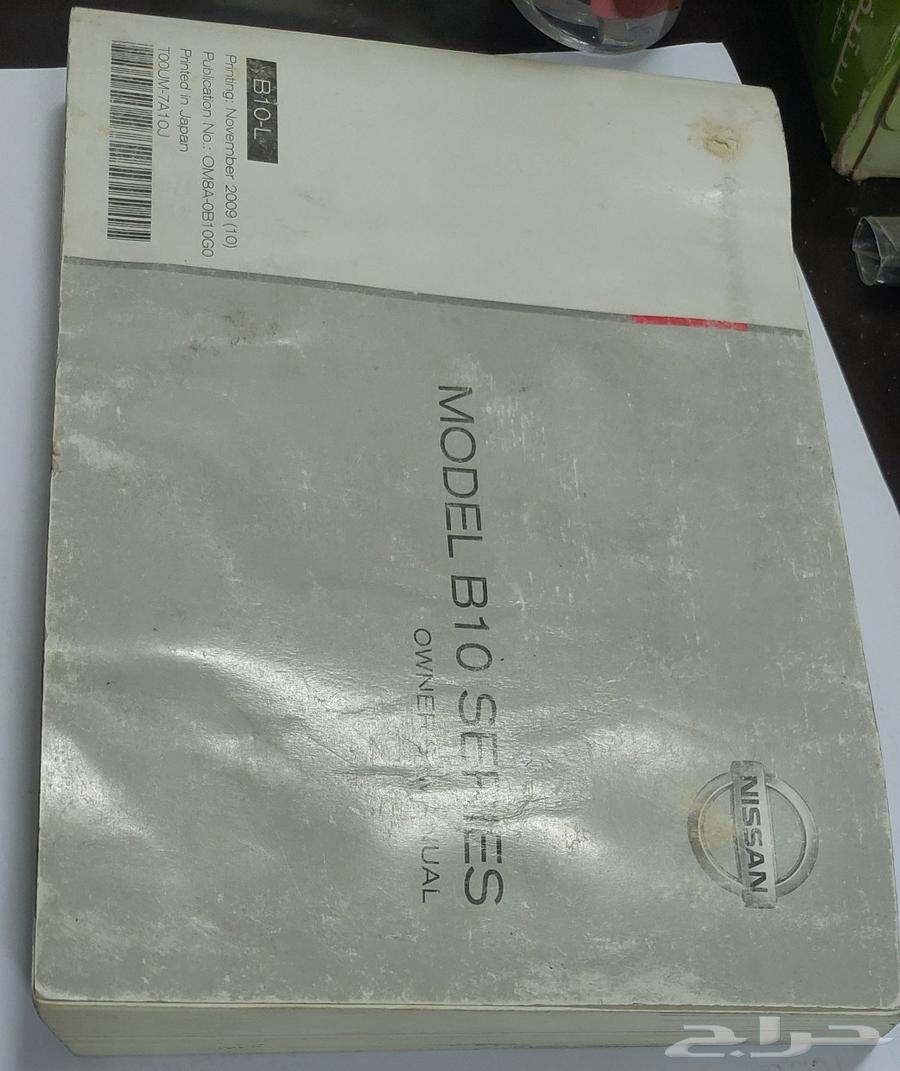 NISSAN
MODEL B10 SERIES
OWNER'S MANUAL
B10-L
Printing: November 2009 (10)
Publication No.: OM8A-0B10G0
Printed in Japan
T00UM-7A10J
حراج